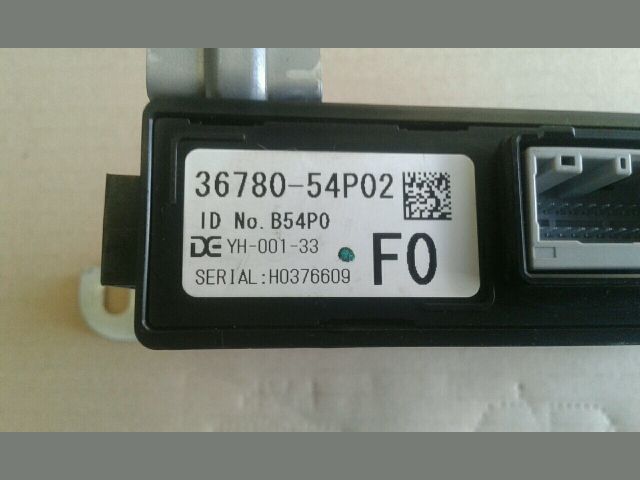 36780-54P02
ID No. B54P0
DE YH-001-33
F0
SERIAL:H0376609